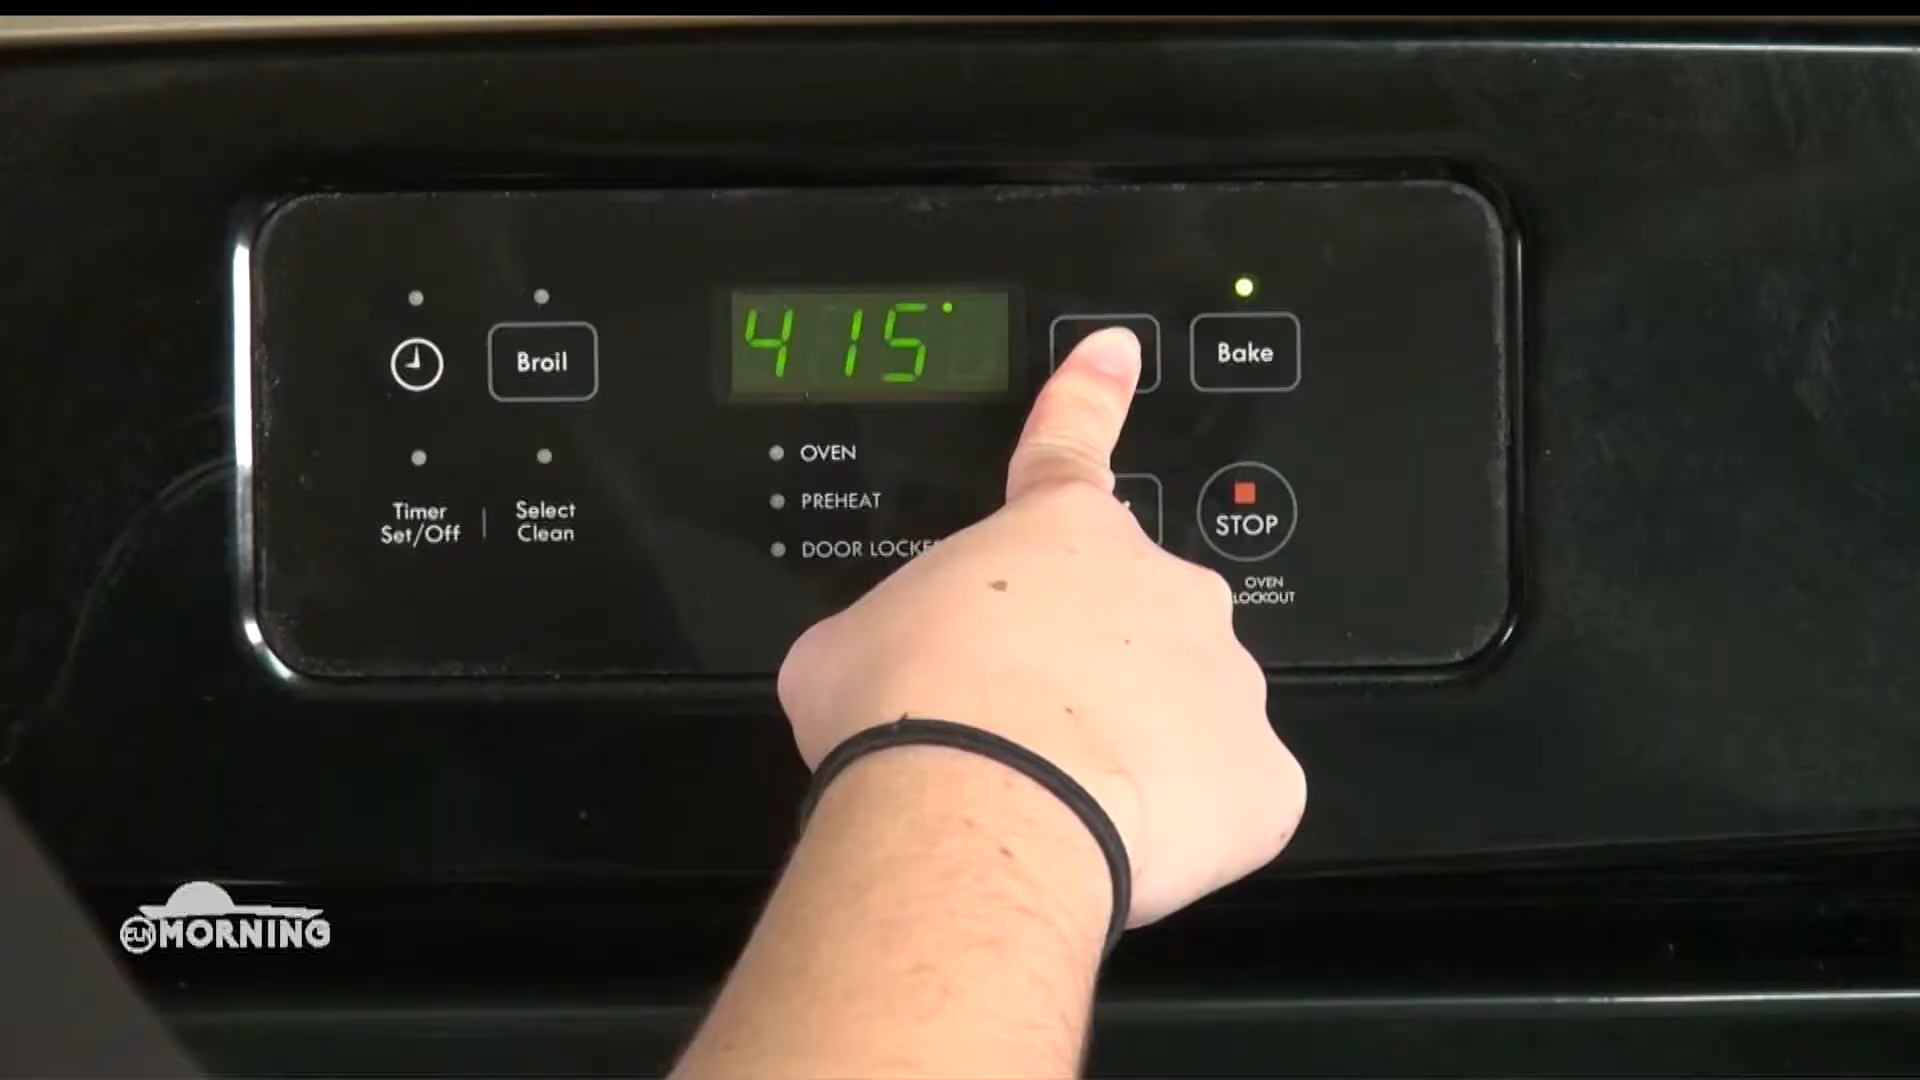 415°
Broil
Bake
OVEN
PREHEAT
Timer
Set/Off
Select
Clean
STOP
OVEN
LOCKOUT
MORNING